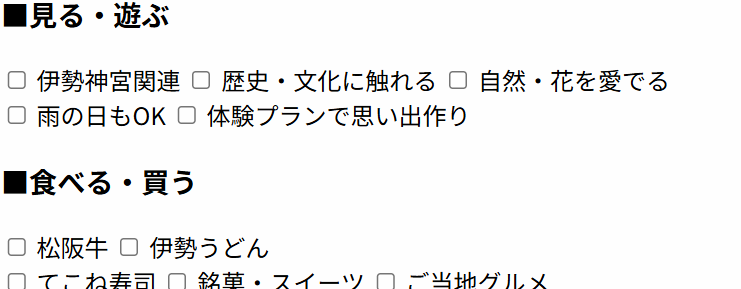 ■見る・遊ぶ
伊勢神宮関連 歴史・文化に触れる 自然・花を愛でる
雨の日もOK 体験プランで思い出作り
■食べる・買う
松阪牛 伊勢うどん
てこね寿司 銘菓・スイーツ ご当地グルメ